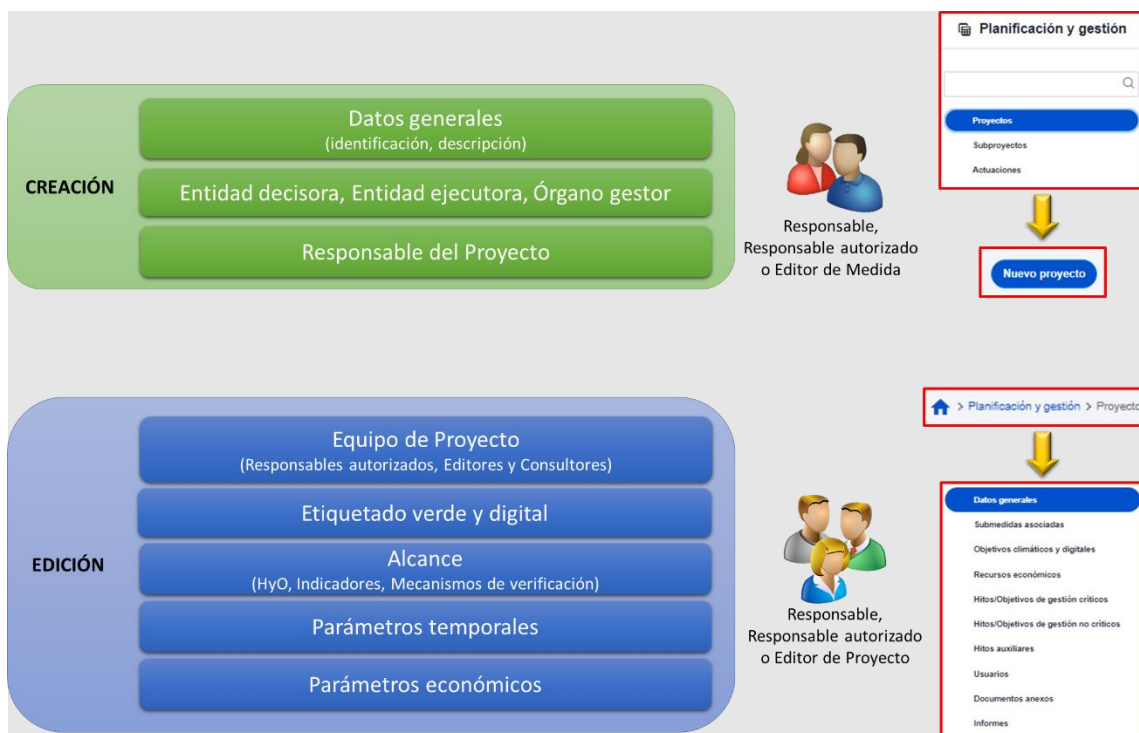 Planificación y gestión
Proyectos
Subproyectos
Actuaciones
Nuevo proyecto
CREACIÓN
Datos generales
(identificación, descripción)
Entidad decisora, Entidad ejecutora, Órgano gestor
Responsable del Proyecto
Responsable,
Responsable autorizado
o Editor de Medida
EDICIÓN
Equipo de Proyecto
(Responsables autorizados, Editores y Consultores)
Etiquetado verde y digital
Alcance
(HyO, Indicadores, Mecanismos de verificación)
Parámetros temporales
Parámetros económicos
Responsable,
Responsable autorizado
o Editor de Proyecto
> Planificación y gestión > Proyecto
Datos generales
Submedidas asociadas
Objetivos climáticos y digitales
Recursos económicos
Hitos/Objetivos de gestión críticos
Hitos/Objetivos de gestión no críticos
Hitos auxiliares
Usuarios
Documentos anexos
Informes